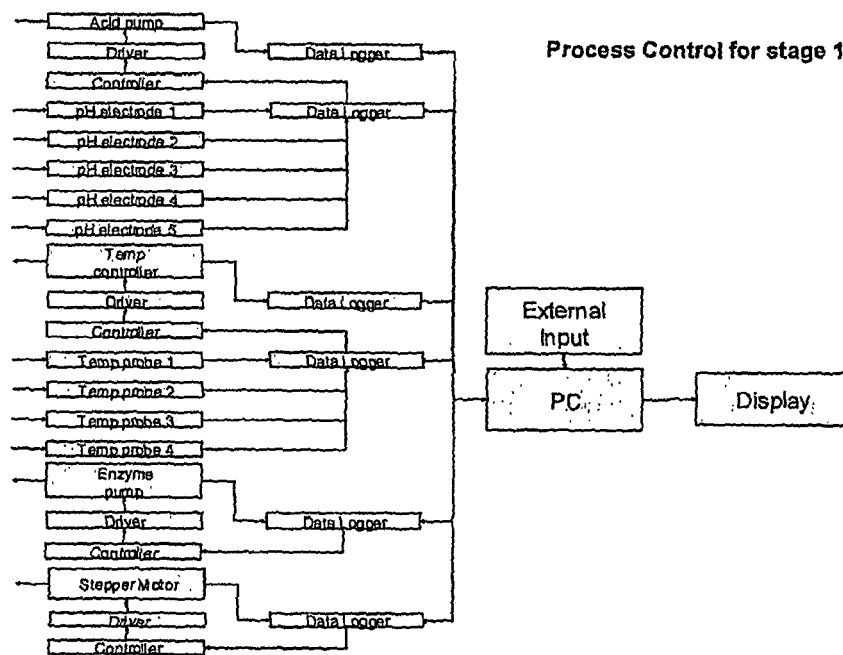 Process Control for stage 1
Acid pump
Driver
Data Logger
Controller
pH electrode 1
Data Logger
pH electrode 2
pH electrode 3
pH electrode 4
pH electrode 5
Temp
controller
Driver
Data Logger
Controller
Temp probe 1
Data Logger
Temp probe 2
Temp probe 3
Temp probe 4
Enzyme
pump
Driver
Data Logger
Controller
Stepper Motor
Driver
Data Logger
Controller
External
Input
PC
Display